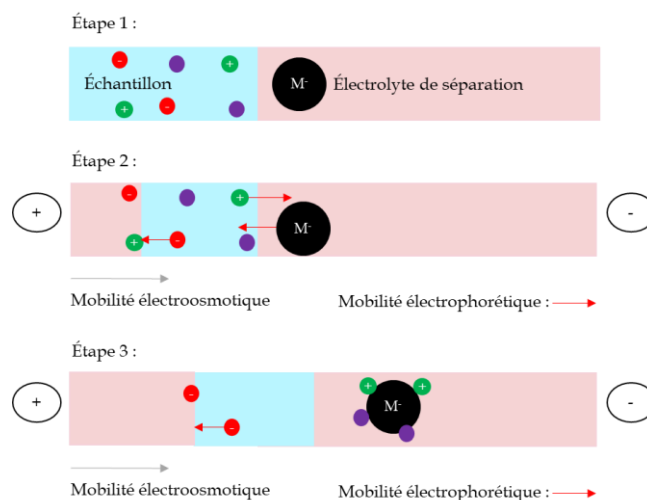 Étape 1 :
- +
Échantillon M- Électrolyte de séparation
+ - 
Étape 2 :
-
+ + -
M-
+ -
Mobilité électroosmotique Mobilité électrophorétique :
Étape 3 :
+ - + + -
M-
-
Mobilité électroosmotique Mobilité électrophorétique :